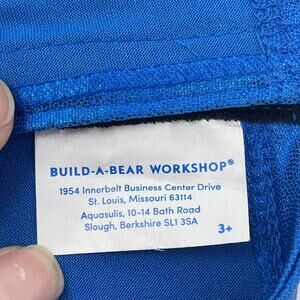 BUILD-A-BEAR WORKSHOP®
1954 Innerbelt Business Center Drive
St. Louis, Missouri 63114
Aquasulis, 10-14 Bath Road
Slough, Berkshire SL1 3SA
3+